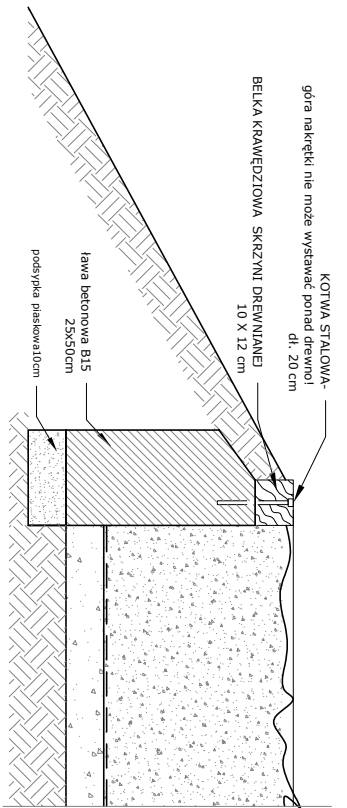 KOTWA STALOWA-
góra nakrętki nie może wystawać ponad drewno!
dł. 20 cm
BELKA KRAWĘDZIOWA SKRZYNI DREWNIANEJ
10 X 12 cm
ława betonowa B15
25x50cm
podsypka piaskowa10cm